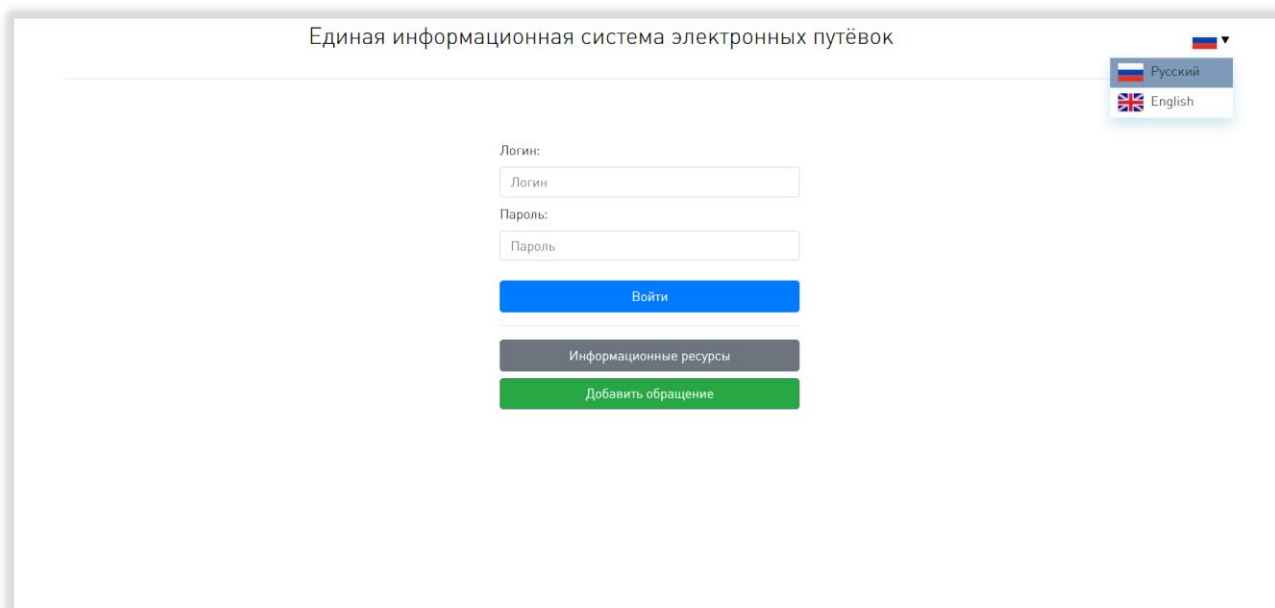 Единая информационная система электронных путёвок
Русский
English
Логин:
Логин
Пароль:
Пароль
Войти
Информационные ресурсы
Добавить обращение